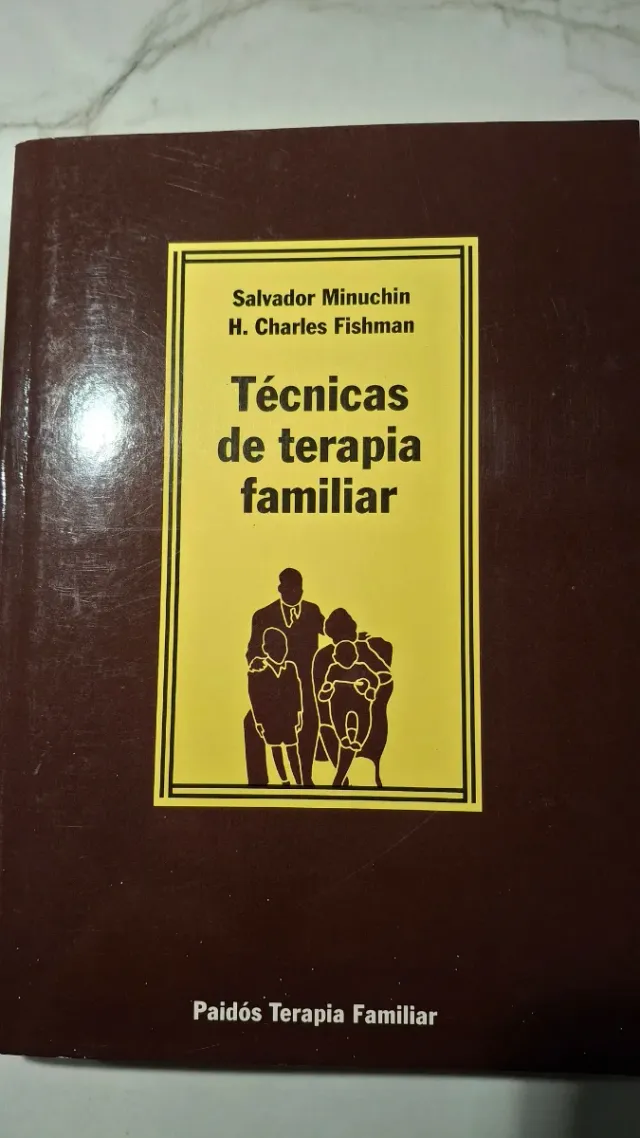 Salvador Minuchin
H. Charles Fishman
Técnicas
de terapia
familiar
Paidós Terapia Familiar